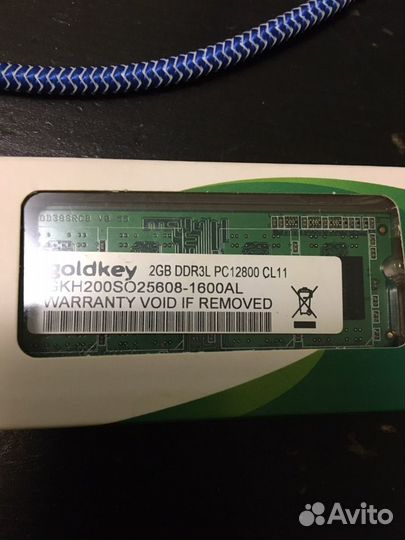 goldkey 2GB DDR3L PC12800 CL11
GKH200SO25608-1600AL
WARRANTY VOID IF REMOVED
Avito